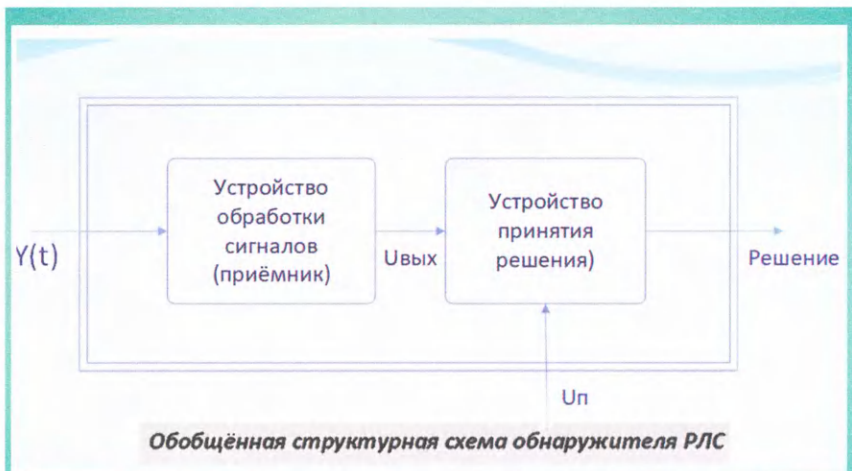 Устройство
обработки
сигналов
(приёмник)
Устройство
принятия
решения)
Y(t)
Uвых
Решение
Uп
Обобщённая структурная схема обнаружителя РЛС